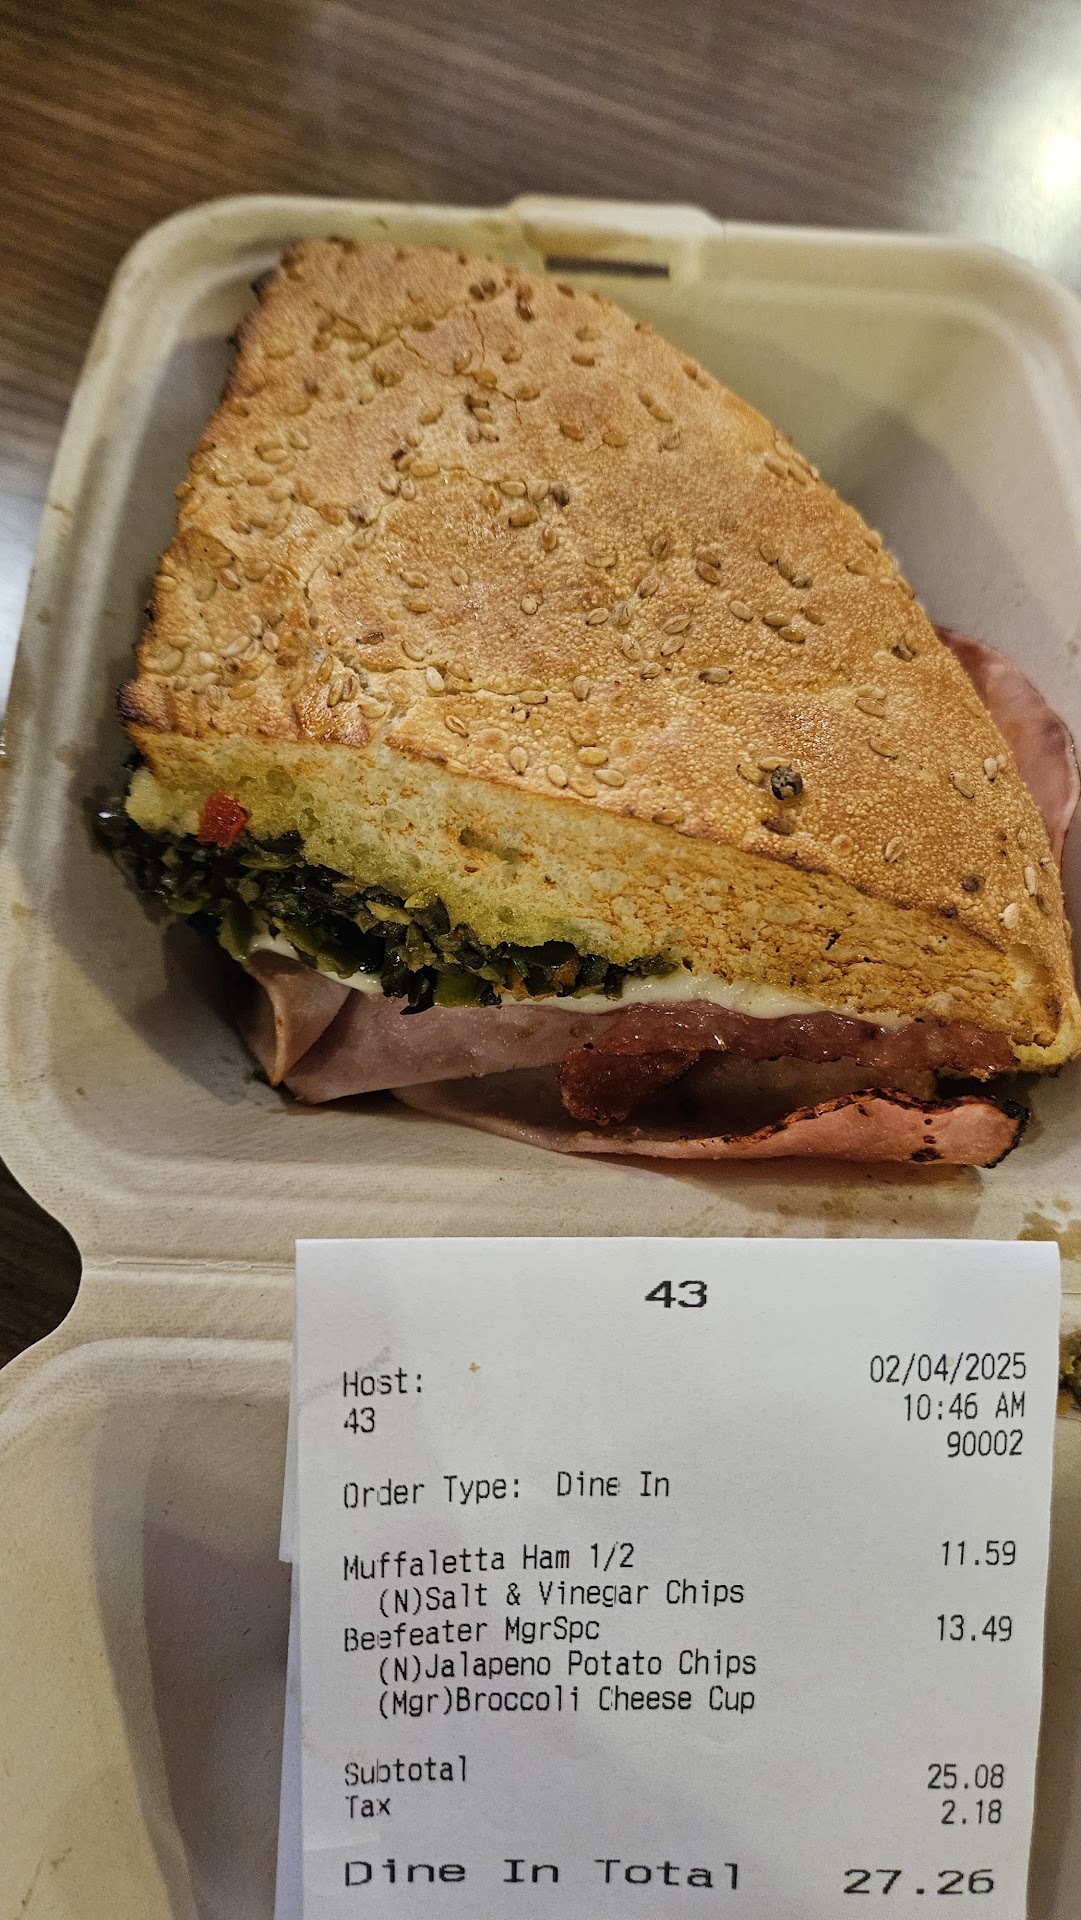 43
Host: 02/04/2025
43 10:46 AM
90002
Order Type: Dine In
Muffaletta Ham 1/2 11.59
(N)Salt & Vinegar Chips
Beefeater MgrSpc 13.49
(N)Jalapeno Potato Chips
(Mgr)Broccoli Cheese Cup
Subtotal 25.08
Tax 2.18
Dine In Total 27.26